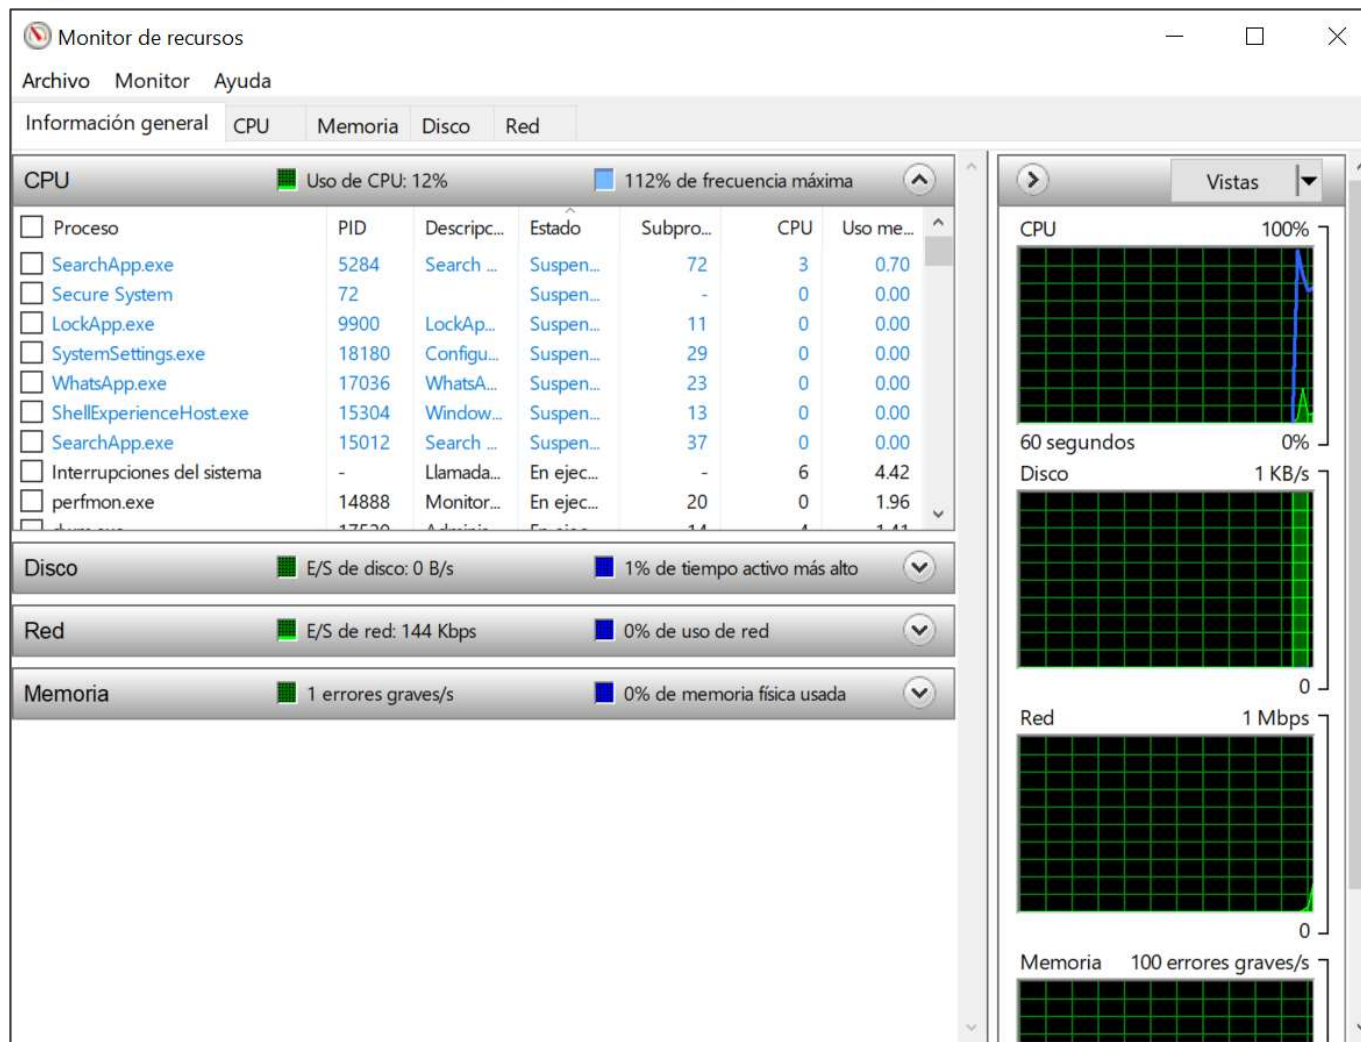 Monitor de recursos
Archivo Monitor Ayuda
Información general CPU Memoria Disco Red
CPU Uso de CPU: 12% 112% de frecuencia máxima
Proceso PID Descripc... Estado Subpro... CPU Uso me...
SearchApp.exe 5284 Search ... Suspen... 72 3 0.70
Secure System 72 Suspen... - 0 0.00
LockApp.exe 9900 LockAp... Suspen... 11 0 0.00
SystemSettings.exe 18180 Configu... Suspen... 29 0 0.00
WhatsApp.exe 17036 WhatsA... Suspen... 23 0 0.00
ShellExperienceHost.exe 15304 Window... Suspen... 13 0 0.00
SearchApp.exe 15012 Search ... Suspen... 37 0 0.00
Interrupciones del sistema - Llamada... En ejec... - 6 4.42
perfmon.exe 14888 Monitor... En ejec... 20 0 1.96
Disco E/S de disco: 0 B/s 1% de tiempo activo más alto
Red E/S de red: 144 Kbps 0% de uso de red
Memoria 1 errores graves/s 0% de memoria física usada
Vistas
CPU 100%
60 segundos 0%
Disco 1 KB/s
0
Red 1 Mbps
0
Memoria 100 errores graves/s